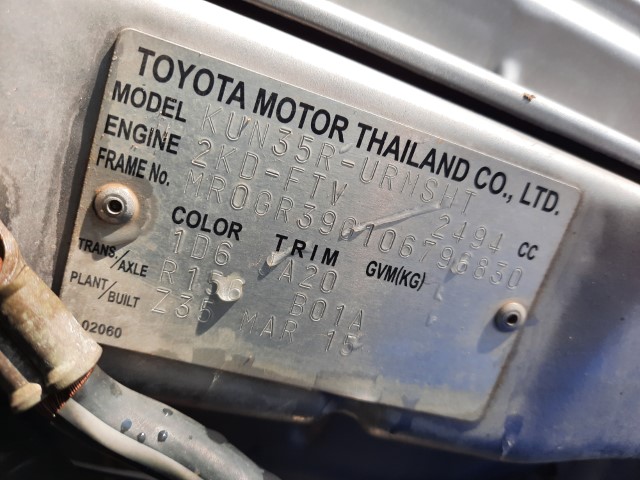 TOYOTA MOTOR THAILAND CO., LTD.
MODEL KUN35R-URMSHT
ENGINE 2KD-FTV 2494 CC
FRAME No. MR0GR39G106796830
COLOR TRIM GVM(KG)
1D6 A20
TRANS./AXLE R156 B01A
PLANT/BUILT Z35 MAR 15
02060